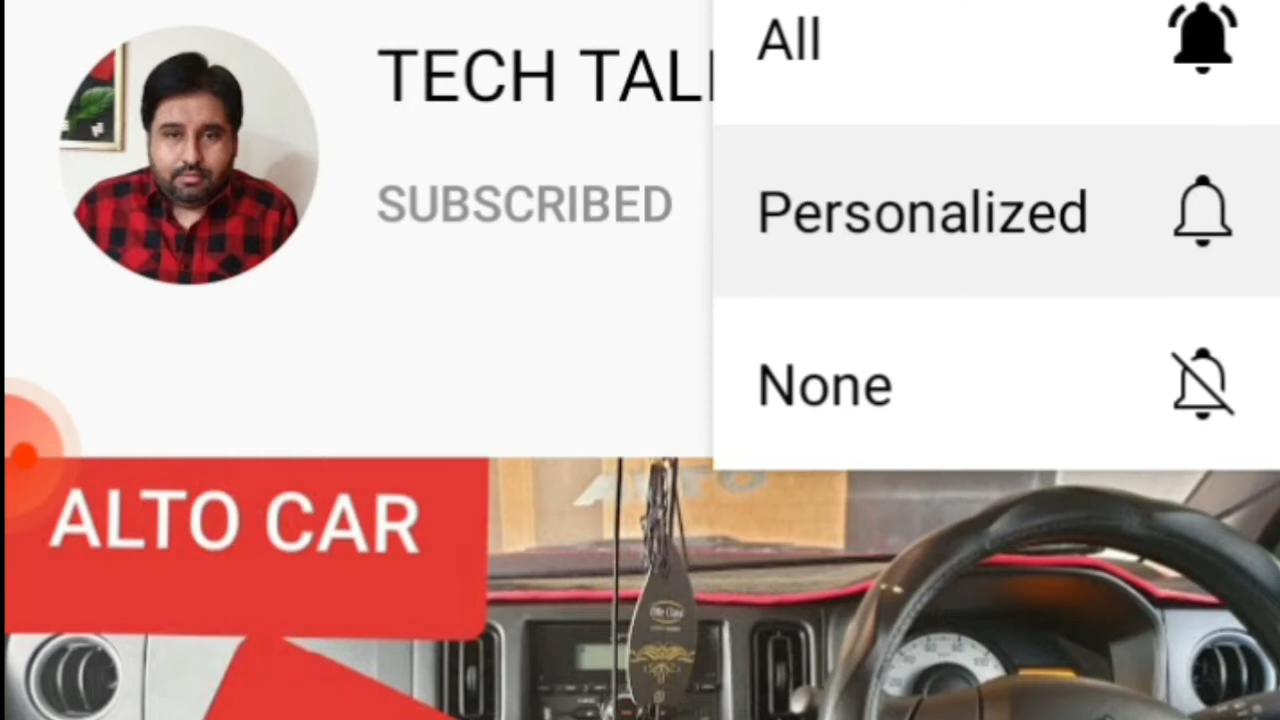 TECH TAL
SUBSCRIBED
All
Personalized
None
ALTO CAR